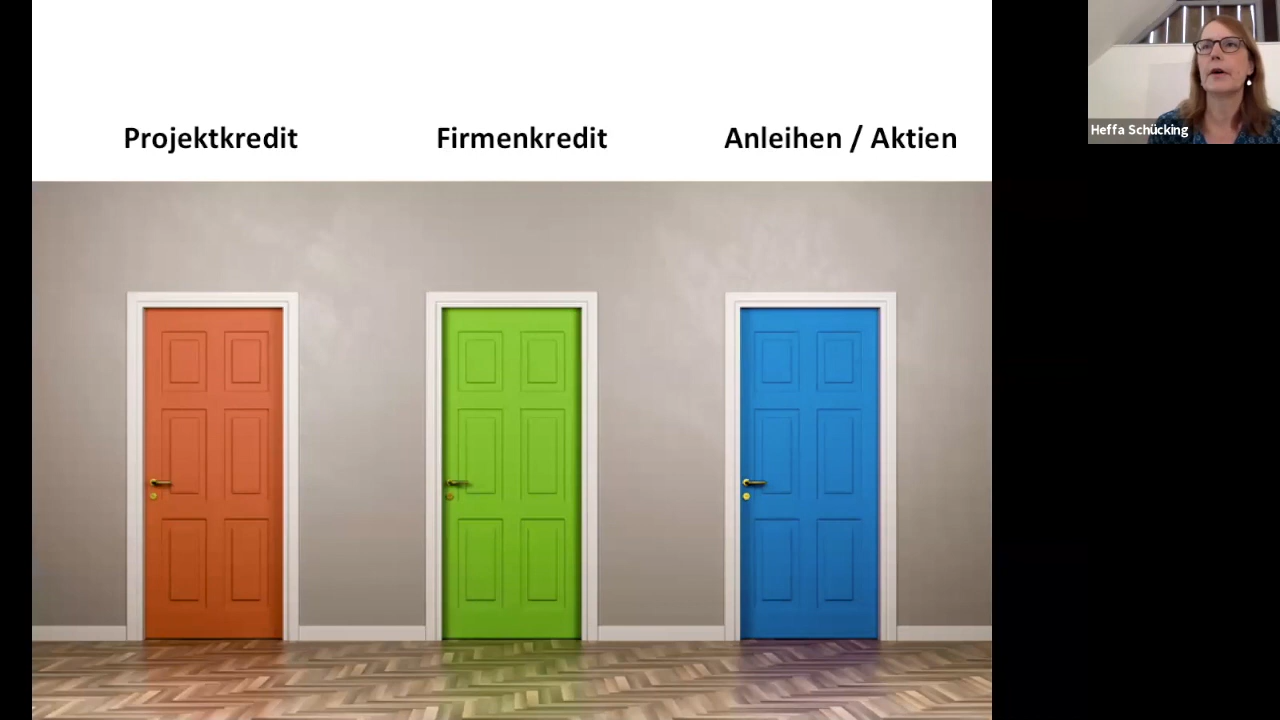 Projektkredit
Firmenkredit
Anleihen / Aktien
Heffa Schücking